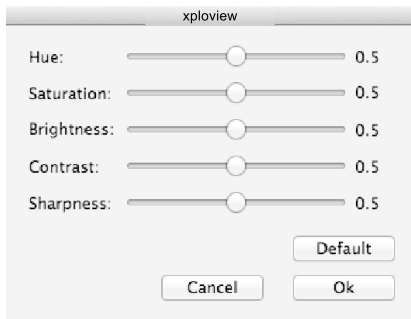 xploview
Hue: 0.5
Saturation: 0.5
Brightness: 0.5
Contrast: 0.5
Sharpness: 0.5
Default
Cancel Ok